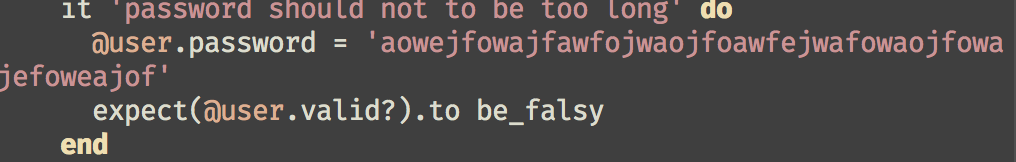 it 'password should not to be too long' do
@user.password = 'aowejfowajfawfojwaojfoawfejwafowaojfowa
jefoweajof'
expect(@user.valid?).to be_falsy
end